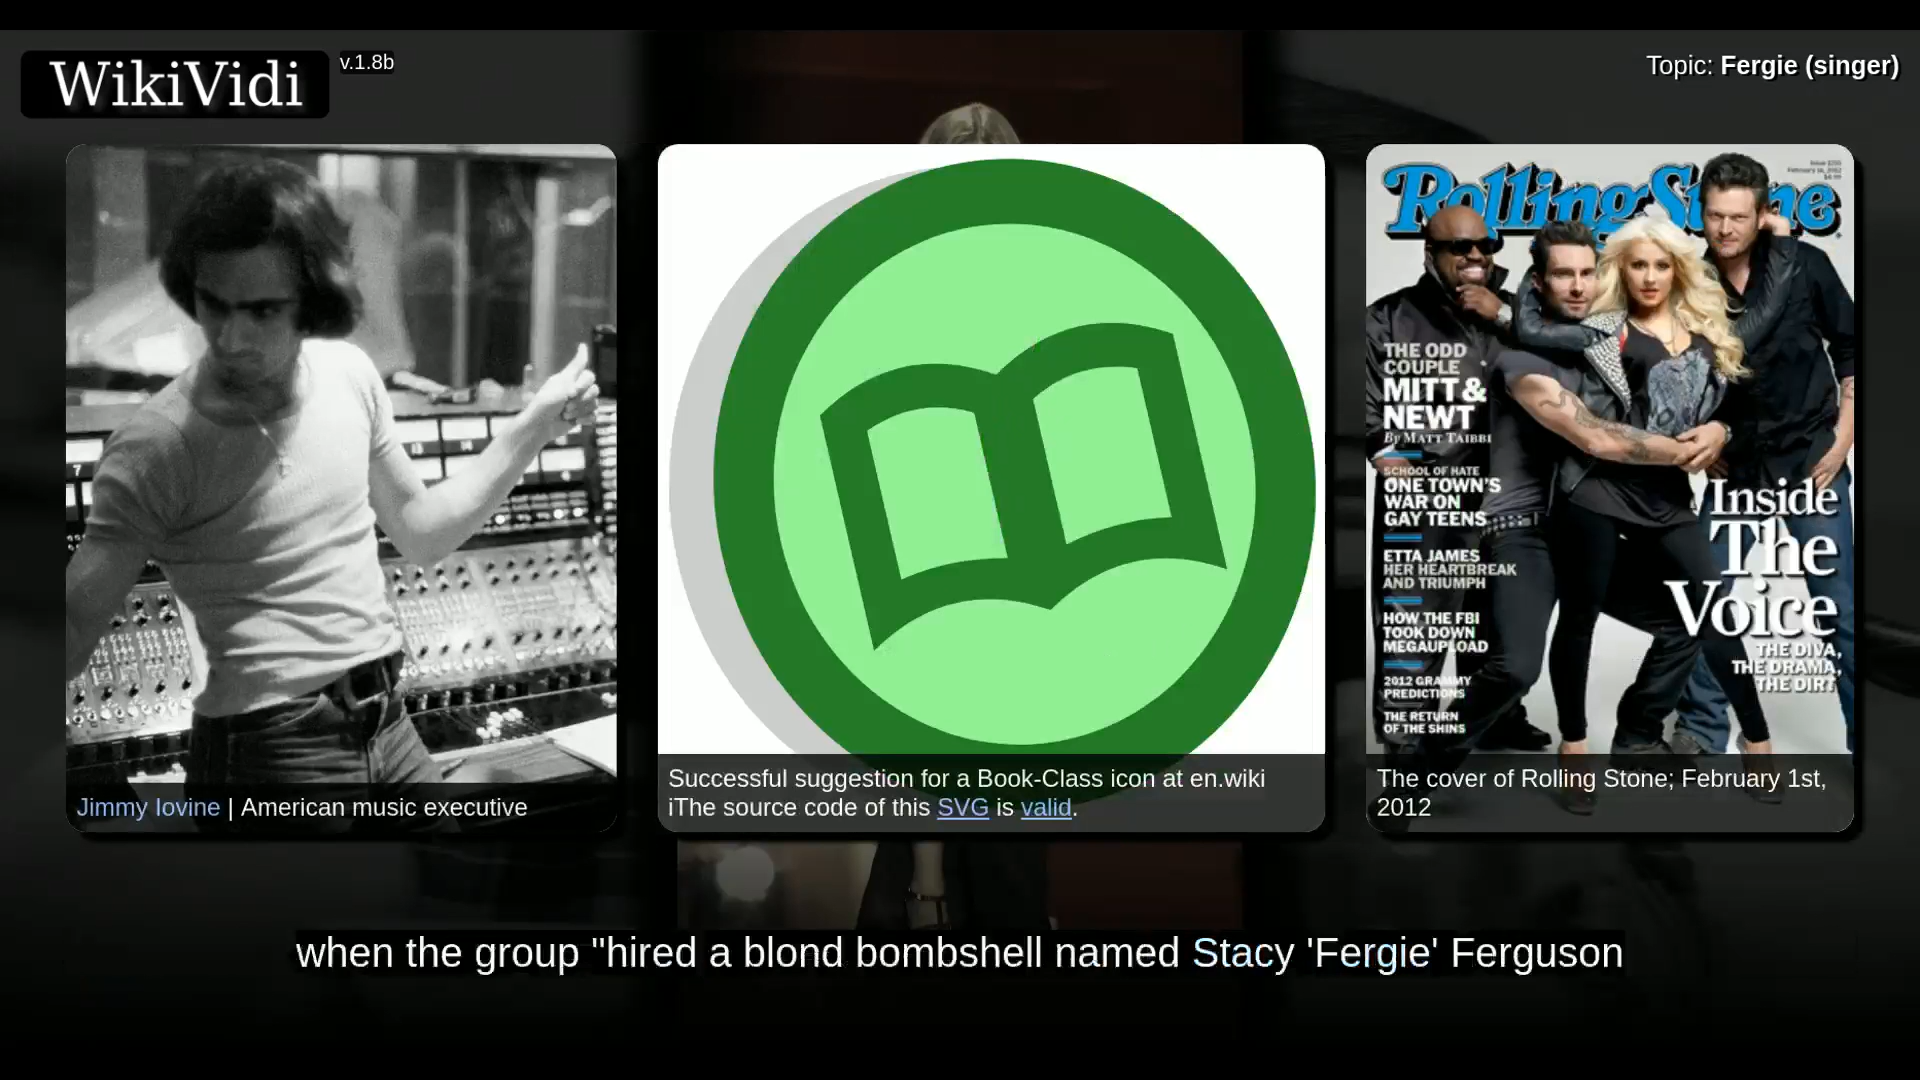 WikiVidi
v.1.8b
Topic: Fergie (singer)
7
13
14
Jimmy Iovine | American music executive
Successful suggestion for a Book-Class icon at en.wiki
iThe source code of this SVG is valid.
Rolling Stone
THE ODD
COUPLE
MITT &
NEWT
By MATT TAIBBI
SCHOOL OF HATE
ONE TOWN'S
WAR ON
GAY TEENS
ETTA JAMES
HER HEARTBREAK
AND TRIUMPH
HOW THE FBI
TOOK DOWN
MEGAUPLOAD
2012 GRAMMY
PREDICTIONS
THE RETURN
OF THE SHINS
Inside
The
Voice
THE DIVA,
THE DRAMA,
THE DIRT
The cover of Rolling Stone; February 1st,
2012
when the group "hired a blond bombshell named Stacy 'Fergie' Ferguson